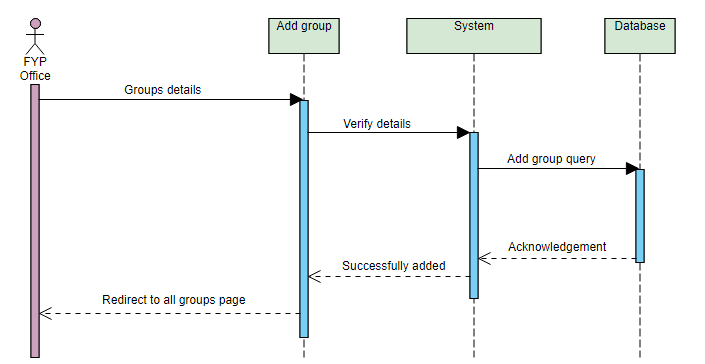 Add group
System
Database
FYP
Office
Groups details
Verify details
Add group query
Acknowledgement
Successfully added
Redirect to all groups page